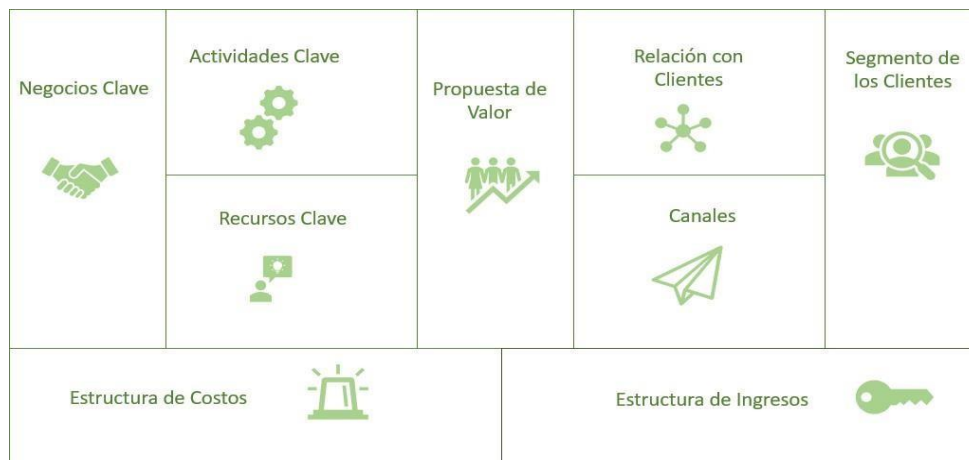 Negocios Clave
Actividades Clave
Recursos Clave
Propuesta de
Valor
Relación con
Clientes
Canales
Segmento de
los Clientes
Estructura de Costos
Estructura de Ingresos